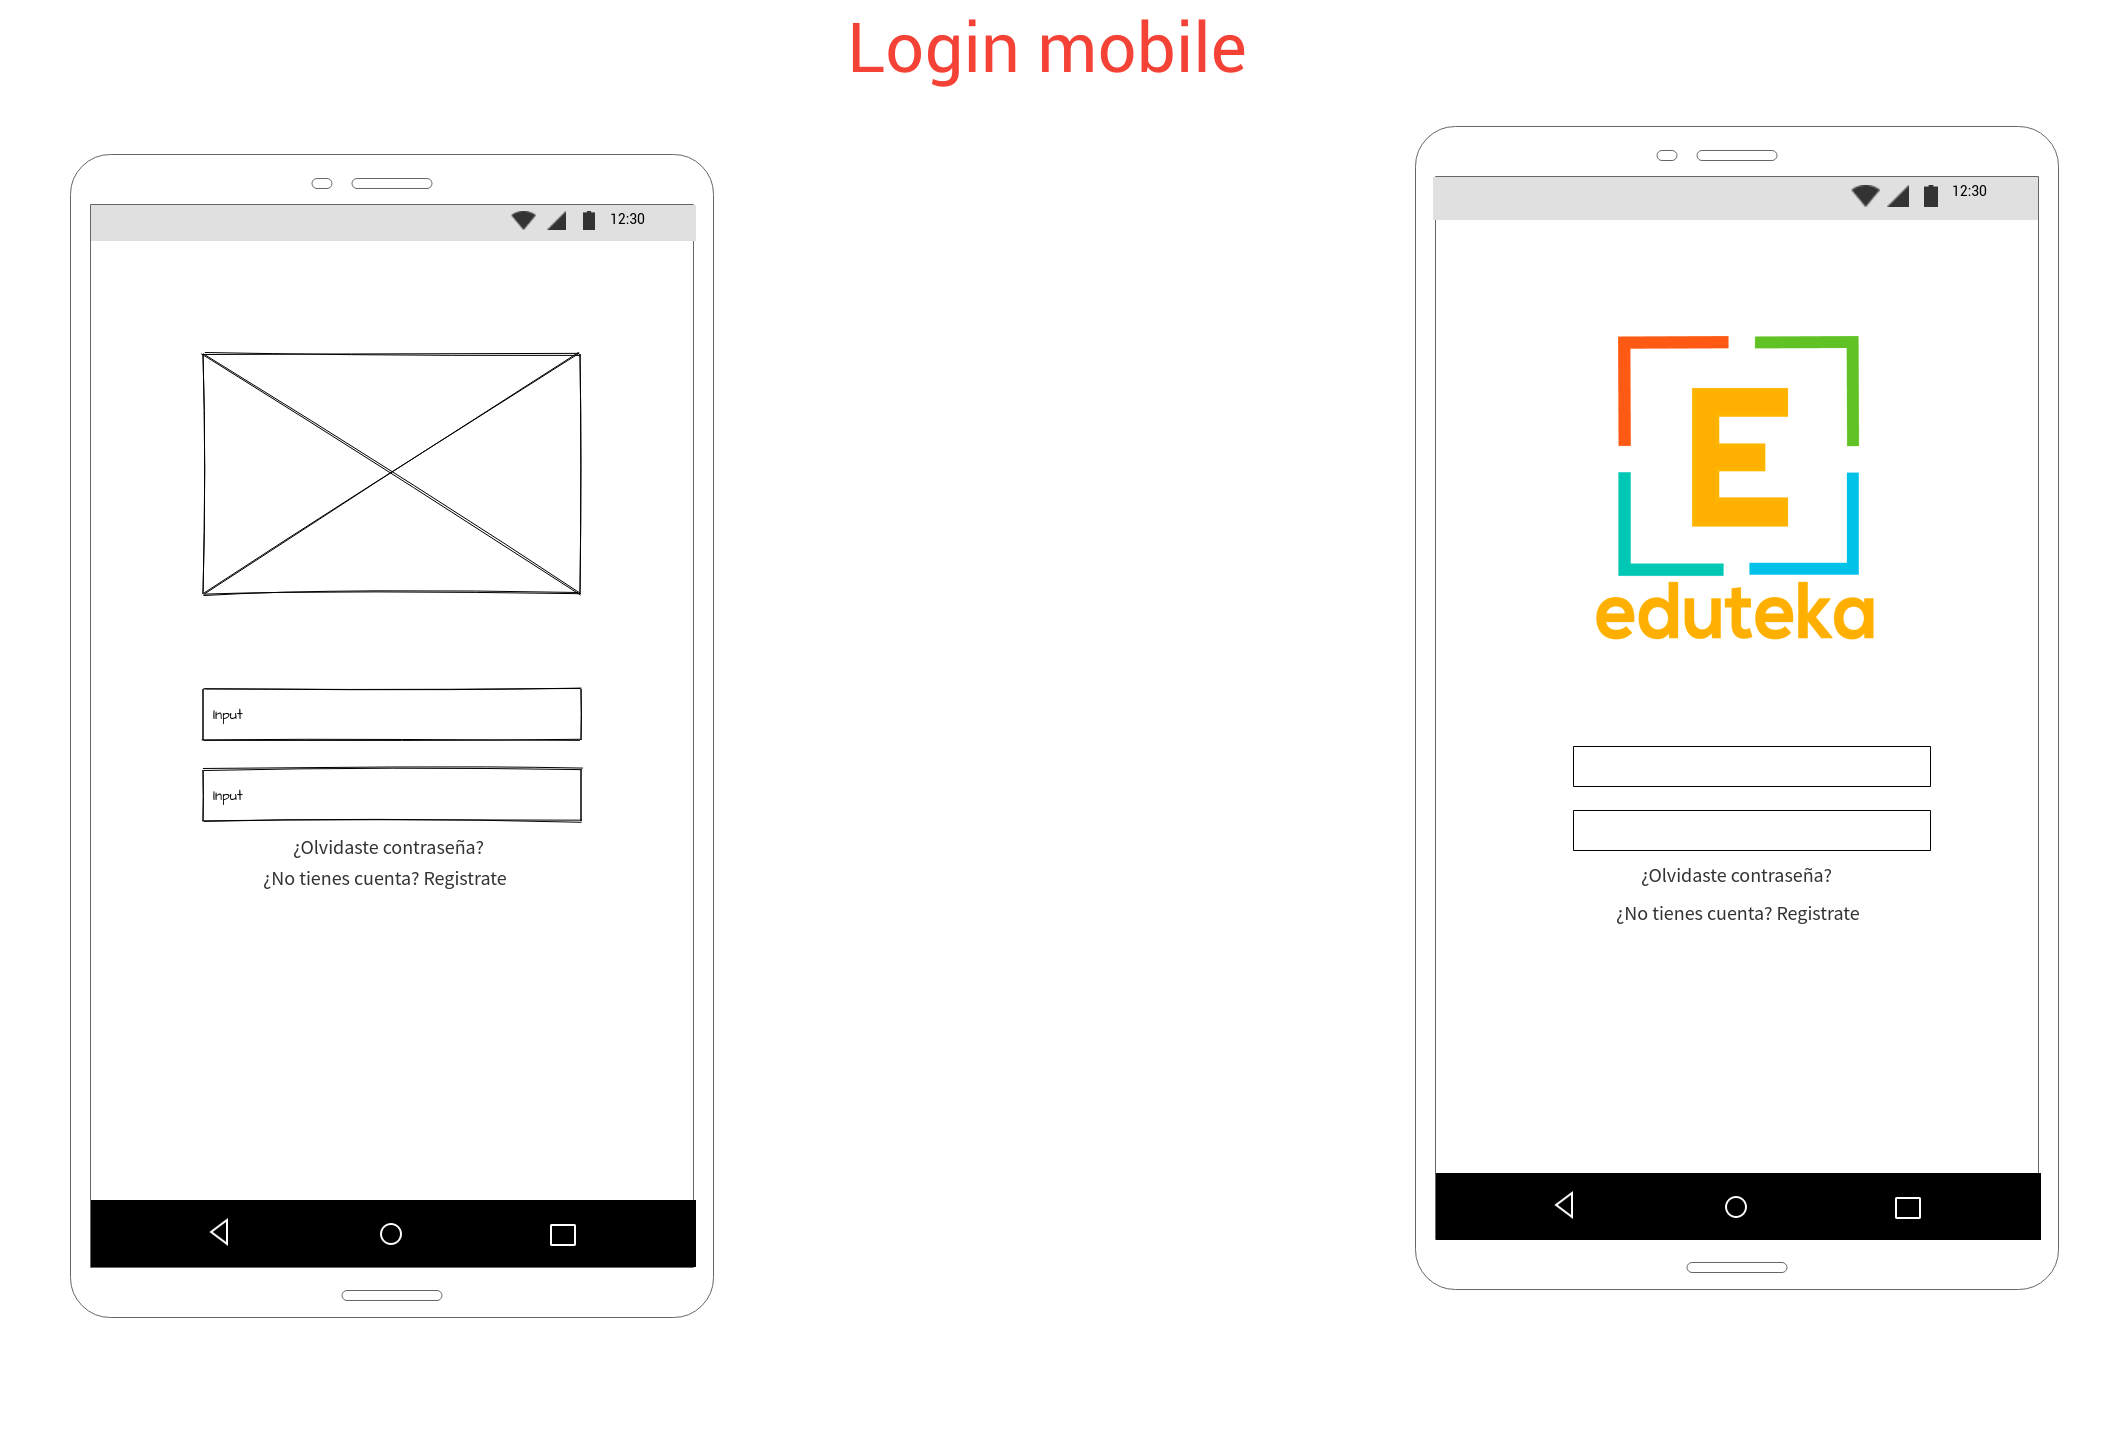 Login mobile
12:30
Input
Input
¿Olvidaste contraseña?
¿No tienes cuenta? Registrate
12:30
E
eduteka
¿Olvidaste contraseña?
¿No tienes cuenta? Registrate